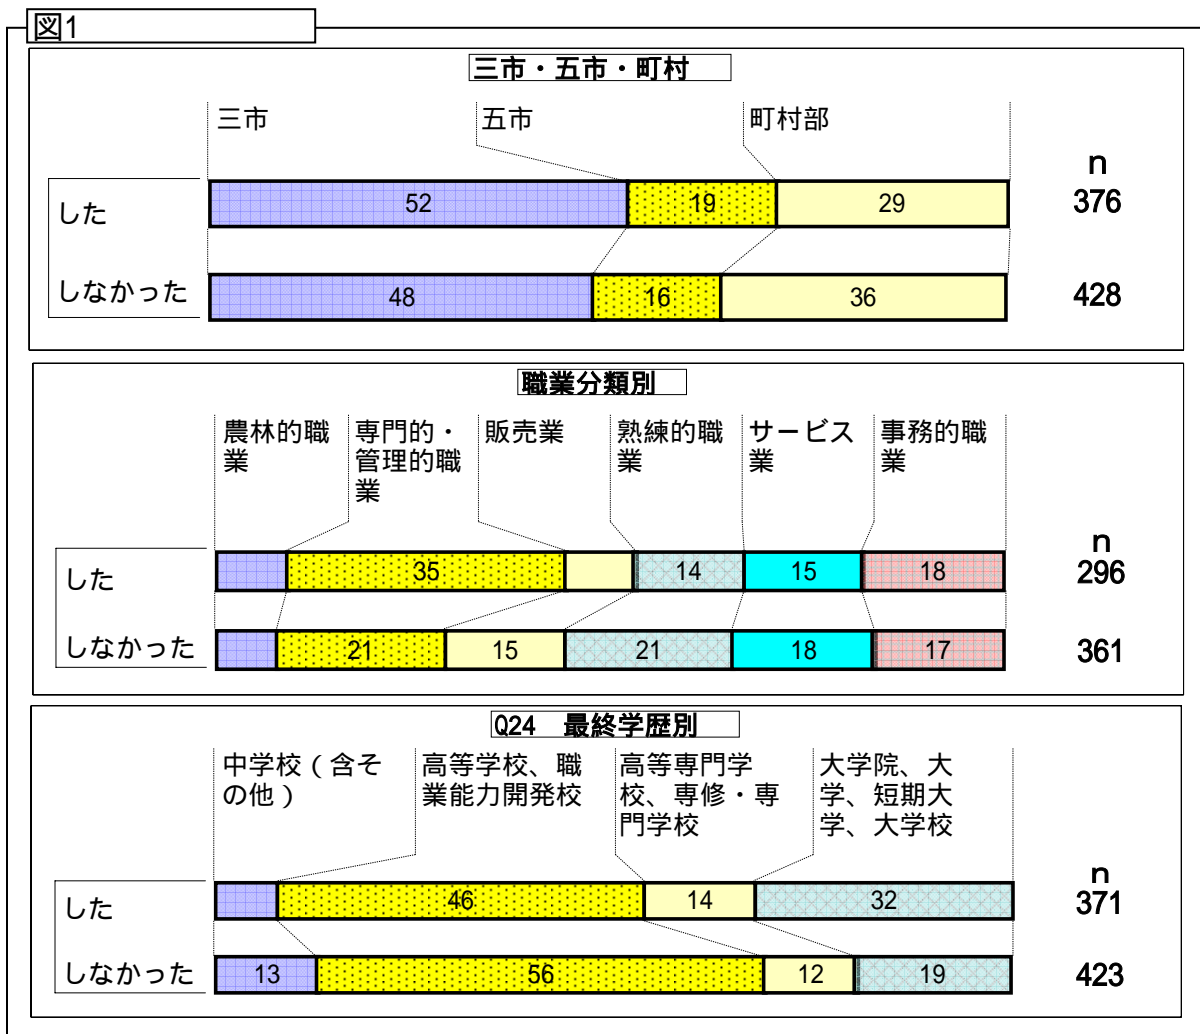 図1
三市・五市・町村
三市 五市 町村部
n
した 52 19 29 376
しなかった 48 16 36 428
職業分類別
農林的職 専門的・ 販売業 熟練的職 サービス 事務的職
業 管理的職 業 業 業
業
n
した 35 14 15 18 296
しなかった 21 15 21 18 17 361
Q24 最終学歴別
中学校(含そ 高等学校、職 高等専門学 大学院、大
の他) 業能力開発校 校、専修・専 学、短期大
門学校 学、大学校
n
した 46 14 32 371
しなかった 13 56 12 19 423